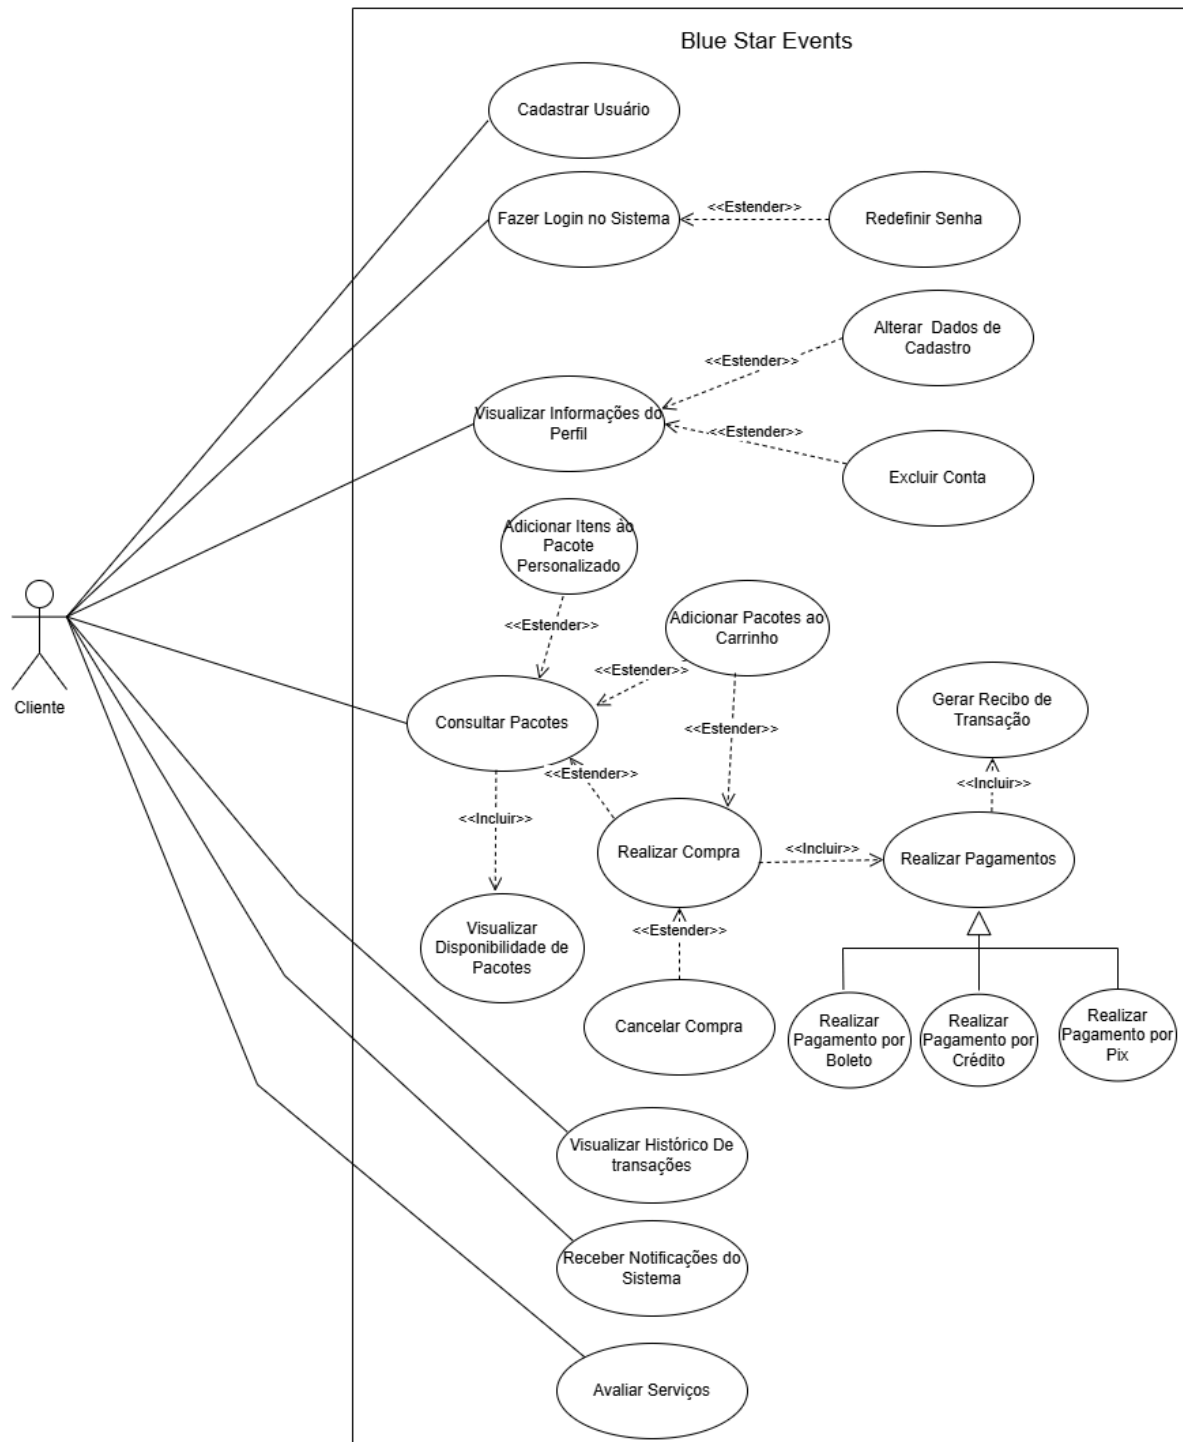 Blue Star Events
Cadastrar Usuário
Fazer Login no Sistema
<<Estender>>
Redefinir Senha
Alterar Dados de
Cadastro
<<Estender>>
Visualizar Informações do
Perfil
<<Estender>>
Excluir Conta
Adicionar Itens ao
Pacote
Personalizado
<<Estender>>
Adicionar Pacotes ao
Carrinho
<<Estender>>
Cliente
Consultar Pacotes
<<Estender>>
Gerar Recibo de
Transação
<<Estender>>
<<Incluir>>
<<Incluir>>
Realizar Compra
<<Incluir>>
Realizar Pagamentos
Visualizar
Disponibilidade de
Pacotes
<<Estender>>
Cancelar Compra
Realizar
Pagamento por
Boleto
Realizar
Pagamento por
Crédito
Realizar
Pagamento por
Pix
Visualizar Histórico De
transações
Receber Notificações do
Sistema
Avaliar Serviços